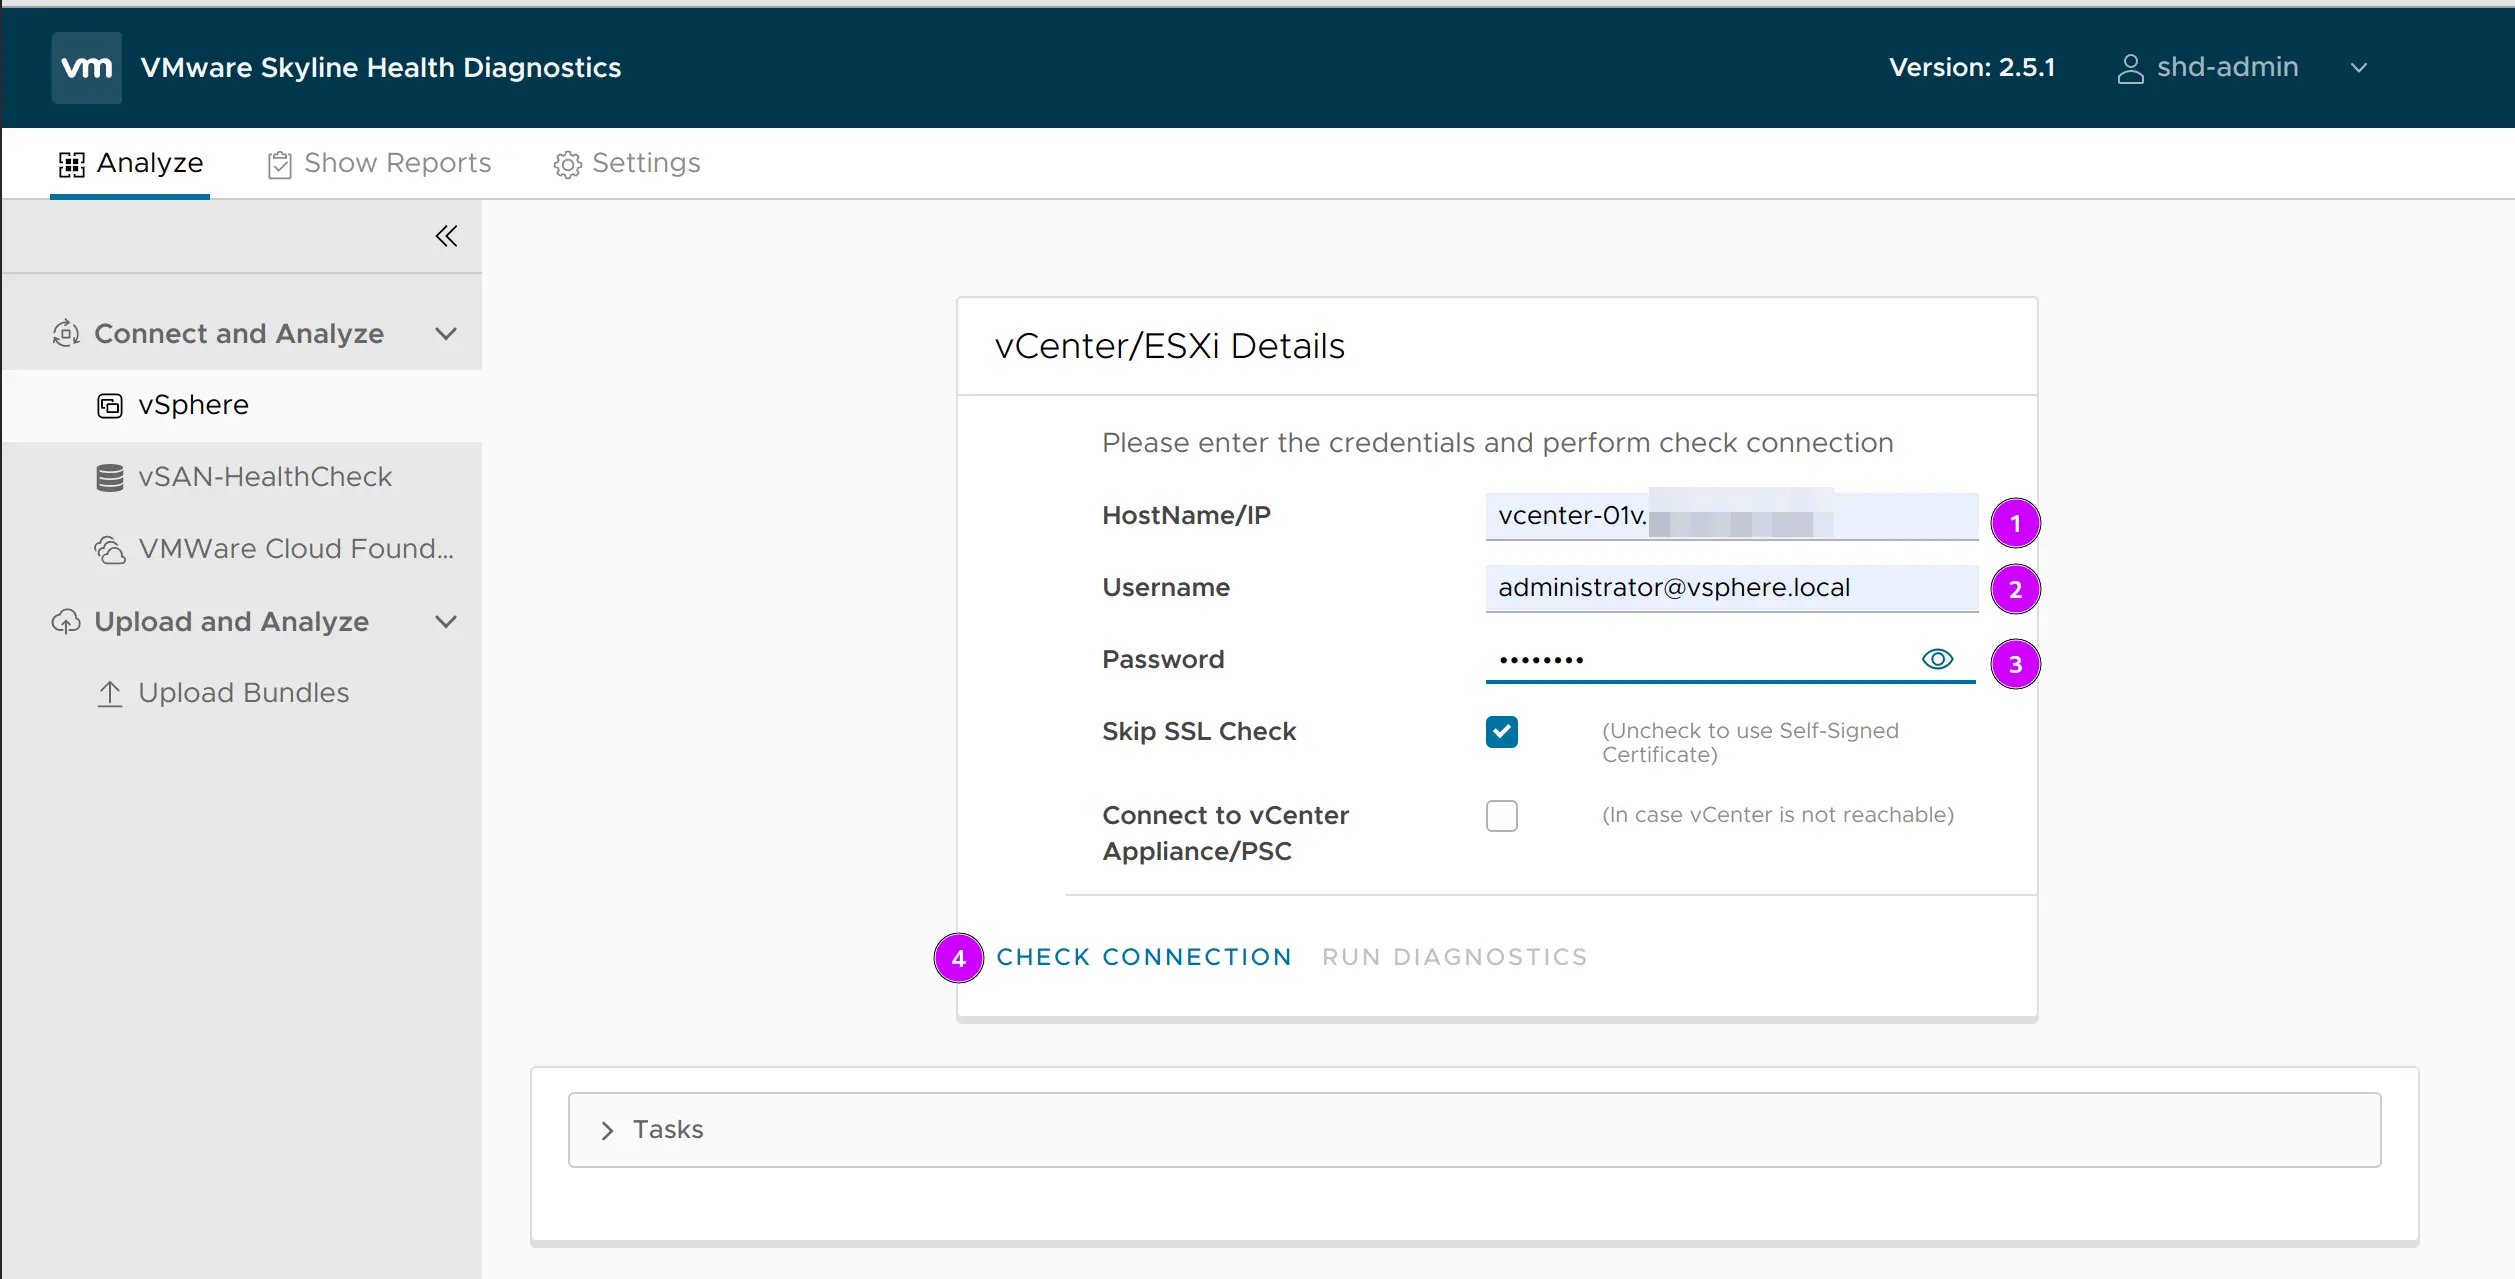 vm VMware Skyline Health Diagnostics Version: 2.5.1 shd-admin
Analyze Show Reports Settings
Connect and Analyze
vSphere
vSAN-HealthCheck
VMWare Cloud Found...
Upload and Analyze
Upload Bundles
vCenter/ESXi Details
Please enter the credentials and perform check connection
HostName/IP vcenter-01v. 1
Username administrator@vsphere.local 2
Password •••••••• 3
Skip SSL Check (Uncheck to use Self-Signed
Certificate)
Connect to vCenter (In case vCenter is not reachable)
Appliance/PSC
4 CHECK CONNECTION RUN DIAGNOSTICS
Tasks